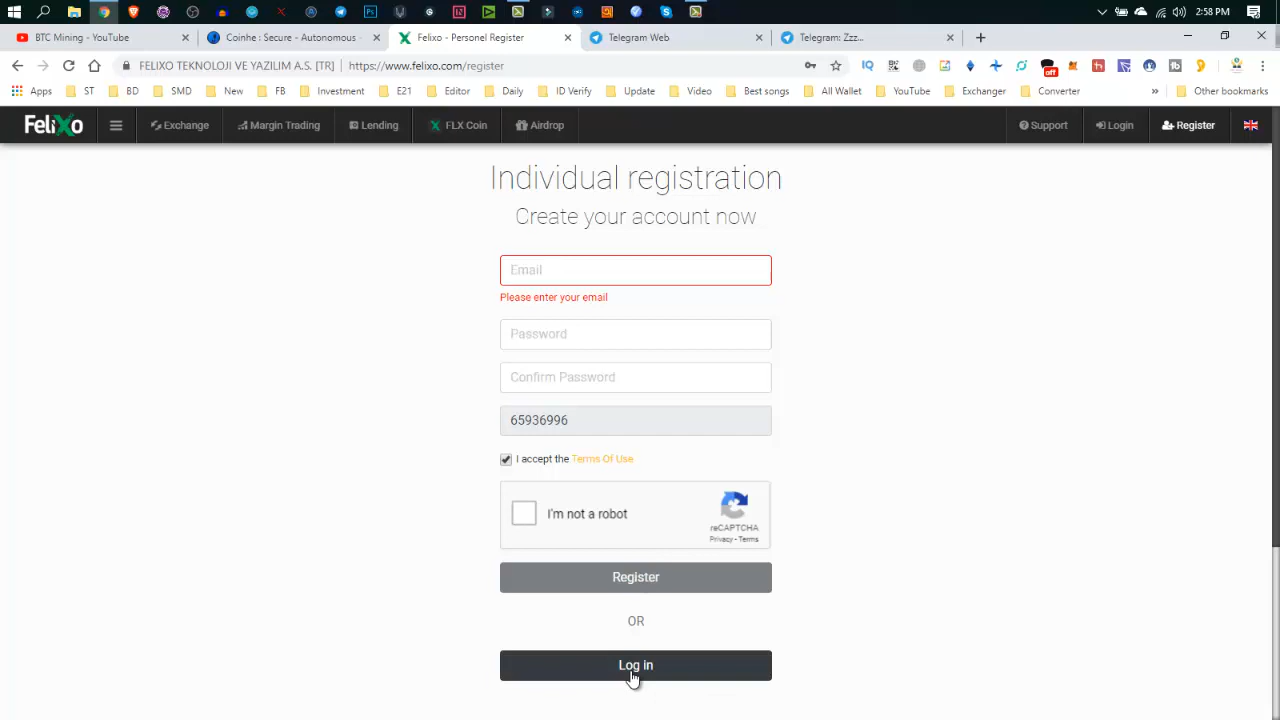 2:58 PM
BTC Mining - YouTube
Coinhe : Secure - Autonomous
Felixo - Personel Register
Telegram Web
Telegram: Zzz...
FELIXO TEKNOLOJI VE YAZILIM A.S. [TR] https://www.felixo.com/register
off
Apps ST BD SMD New FB Investment E21 Editor Daily ID Verify Update Video Best songs All Wallet YouTube Exchanger Converter » Other bookmarks
FeliXo Exchange Margin Trading Lending FLX Coin Airdrop Support Login Register
Individual registration
Create your account now
Email
Please enter your email
Password
Confirm Password
65936996
I accept the Terms Of Use
I'm not a robot
reCAPTCHA
Privacy - Terms
Register
OR
Log in